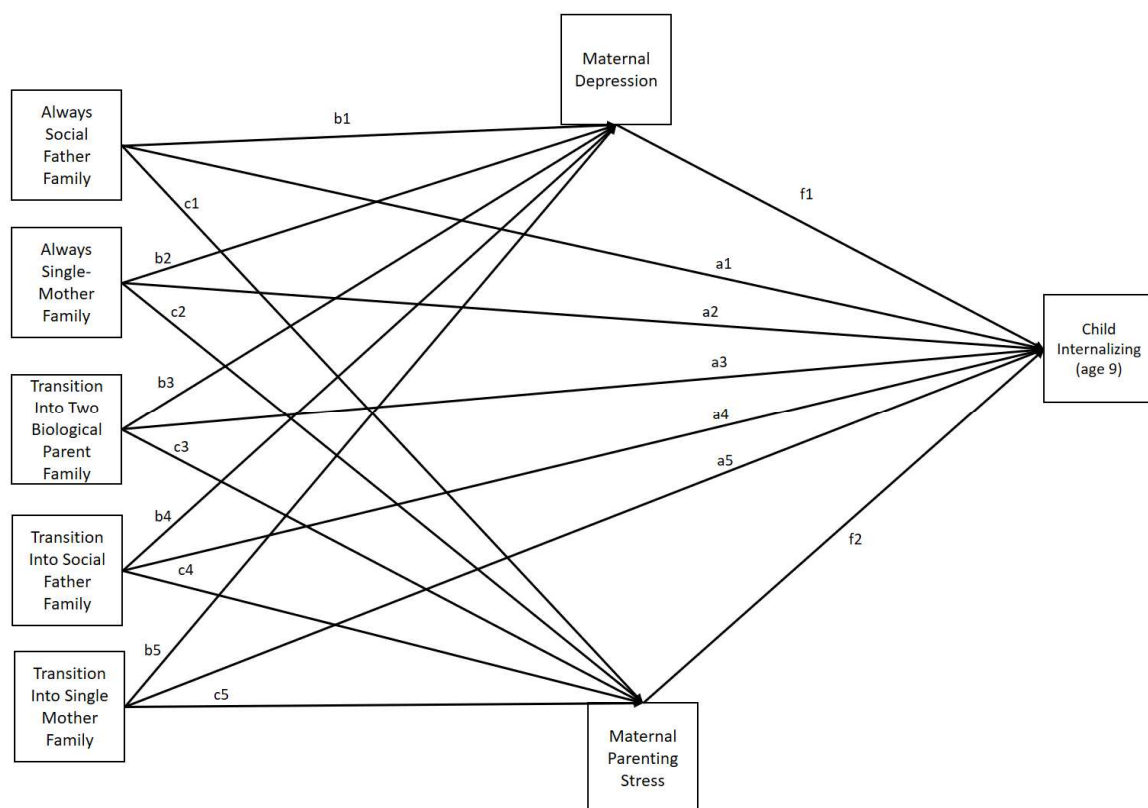 Maternal
Depression
Always
Social
Father
Family
b1
c1
f1
Always
Single-
Mother
Family
b2
c2
a1
a2
Child
Internalizing
(age 9)
Transition
Into Two
Biological
Parent
Family
b3
c3
a3
a4
a5
Transition
Into Social
Father
Family
b4
c4
f2
Transition
Into Single
Mother
Family
b5
c5
Maternal
Parenting
Stress